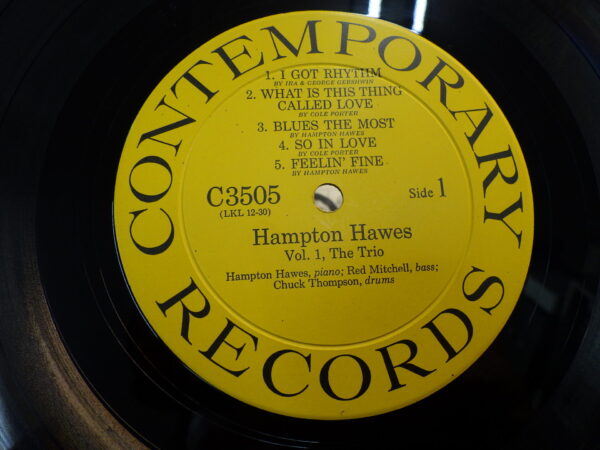 CONTEMPORARY
1. I GOT RHYTHM
BY IRA & GEORGE GERSHWIN
2. WHAT IS THIS THING
CALLED LOVE
BY COLE PORTER
3. BLUES THE MOST
BY HAMPTON HAWES
4. SO IN LOVE
BY COLE PORTER
5. FEELIN' FINE
BY HAMPTON HAWES
C3505
(LKL 12-30)
Side 1
Hampton Hawes
Vol. 1, The Trio
Hampton Hawes, piano; Red Mitchell, bass;
Chuck Thompson, drums
RECORDS